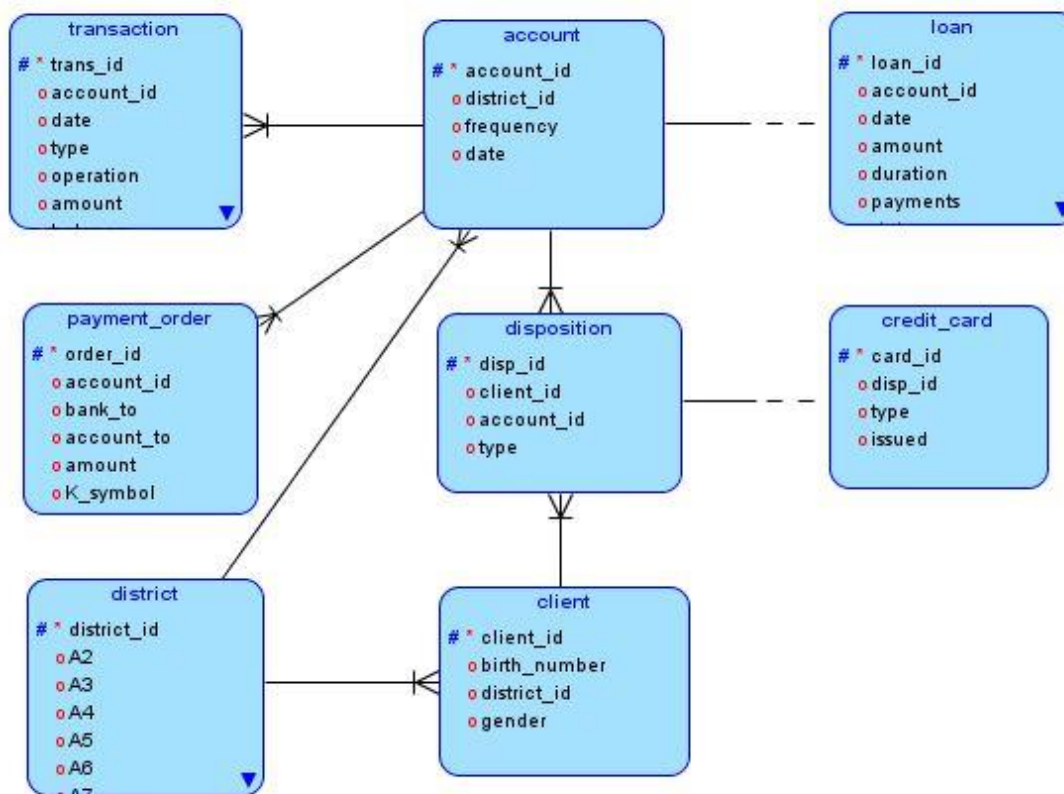 transaction
# * trans_id
o account_id
o date
o type
o operation
o amount
account
# * account_id
o district_id
o frequency
o date
loan
# * loan_id
o account_id
o date
o amount
o duration
o payments
payment_order
# * order_id
o account_id
o bank_to
o account_to
o amount
o K_symbol
disposition
# * disp_id
o client_id
o account_id
o type
credit_card
# * card_id
o disp_id
o type
o issued
district
# * district_id
o A2
o A3
o A4
o A5
o A6
client
# * client_id
o birth_number
o district_id
o gender